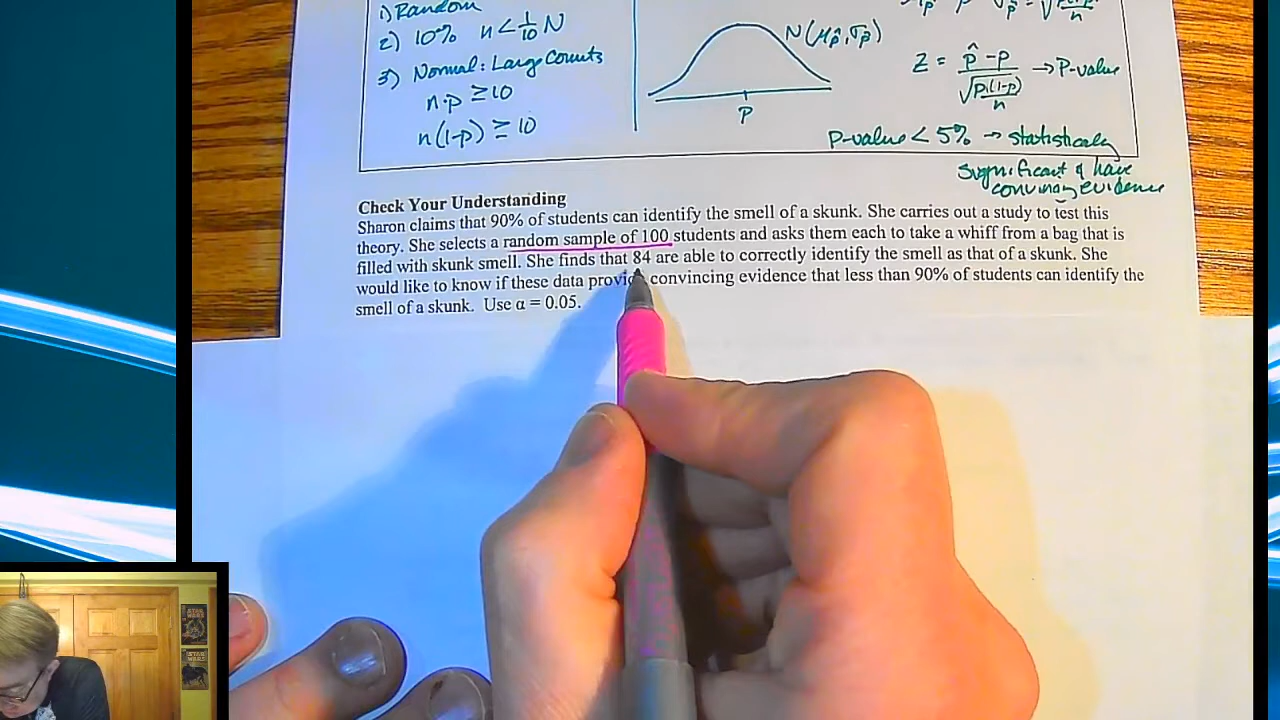 1) Random
2) 10% n < 1/10 N
3) Normal: Large Counts
n·p ≥ 10
n(1-p) ≥ 10
N(μp̂, σp̂)
P
Z = p̂ - p / √(p(1-p)/n) → P-value
P-value < 5% → statistically
significant & have
convincing evidence
Check Your Understanding
Sharon claims that 90% of students can identify the smell of a skunk. She carries out a study to test this
theory. She selects a random sample of 100 students and asks them each to take a whiff from a bag that is
filled with skunk smell. She finds that 84 are able to correctly identify the smell as that of a skunk. She
would like to know if these data convincing evidence that less than 90% of students can identify the
smell of a skunk. Use α = 0.05.
STAR WARS
STAR WARS